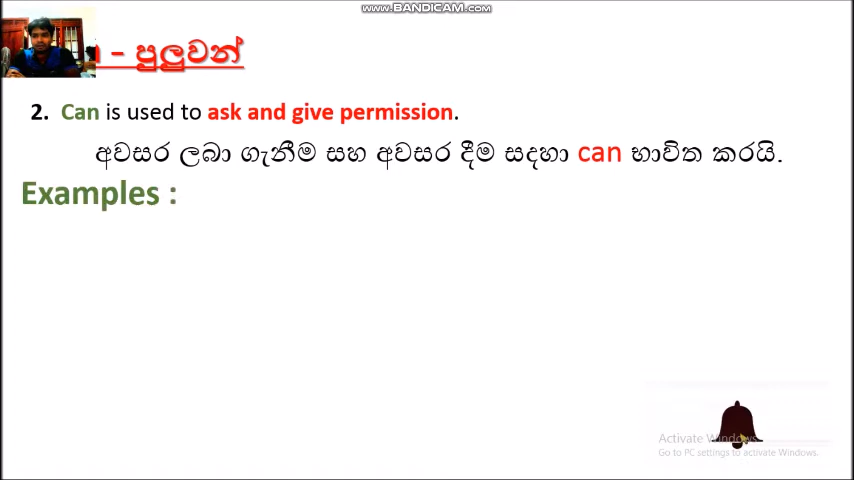 WWW.BANDICAM.COM
n - පුලුවන්
2. Can is used to ask and give permission.
අවසර ලබා ගැනීම සහ අවසර දීම සදහා can භාවිත කරයි.
Examples :
Activate Windows
Go to PC settings to activate Windows.